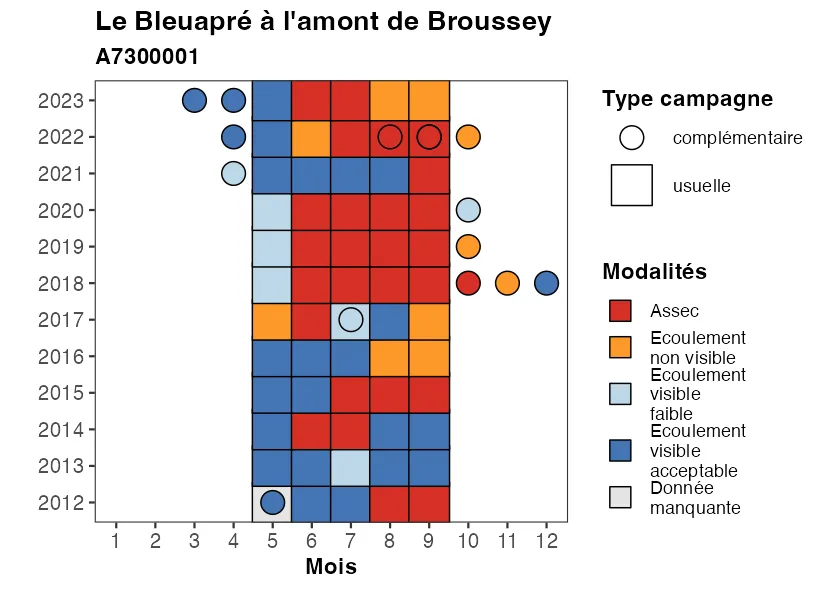 Le Bleuapré à l'amont de Broussey
A7300001
2023
2022
2021
2020
2019
2018
2017
2016
2015
2014
2013
2012
1 2 3 4 5 6 7 8 9 10 11 12
Mois
Type campagne
complémentaire
usuelle
Modalités
Assec
Ecoulement
non visible
Ecoulement
visible
faible
Ecoulement
visible
acceptable
Donnée
manquante